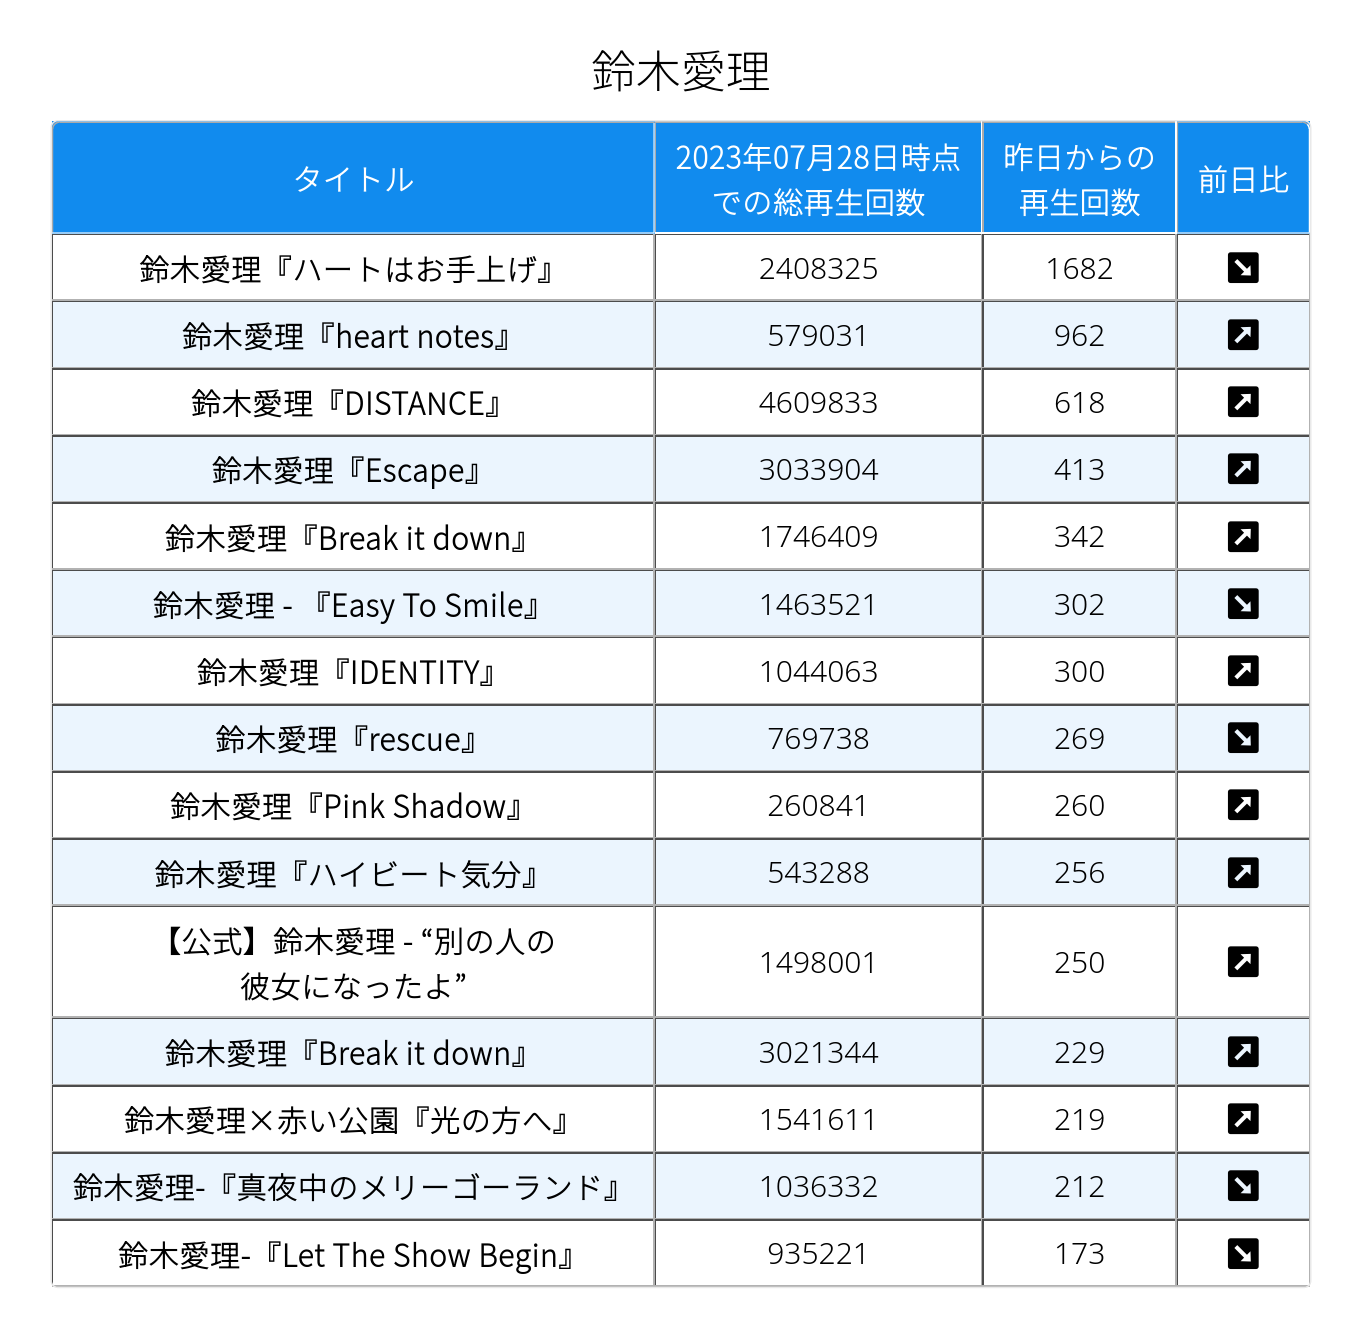 鈴木愛理
タイトル
2023年07月28日時点
での総再生回数
昨日からの
再生回数
前日比
鈴木愛理『ハートはお手上げ』 2408325 1682 ↘
鈴木愛理『heart notes』 579031 962 ↗
鈴木愛理『DISTANCE』 4609833 618 ↗
鈴木愛理『Escape』 3033904 413 ↗
鈴木愛理『Break it down』 1746409 342 ↗
鈴木愛理 - 『Easy To Smile』 1463521 302 ↘
鈴木愛理『IDENTITY』 1044063 300 ↗
鈴木愛理『rescue』 769738 269 ↘
鈴木愛理『Pink Shadow』 260841 260 ↗
鈴木愛理『ハイビート気分』 543288 256 ↗
【公式】鈴木愛理 - “別の人の
彼女になったよ” 1498001 250 ↗
鈴木愛理『Break it down』 3021344 229 ↗
鈴木愛理×赤い公園『光の方へ』 1541611 219 ↗
鈴木愛理-『真夜中のメリーゴーランド』 1036332 212 ↘
鈴木愛理-『Let The Show Begin』 935221 173 ↘